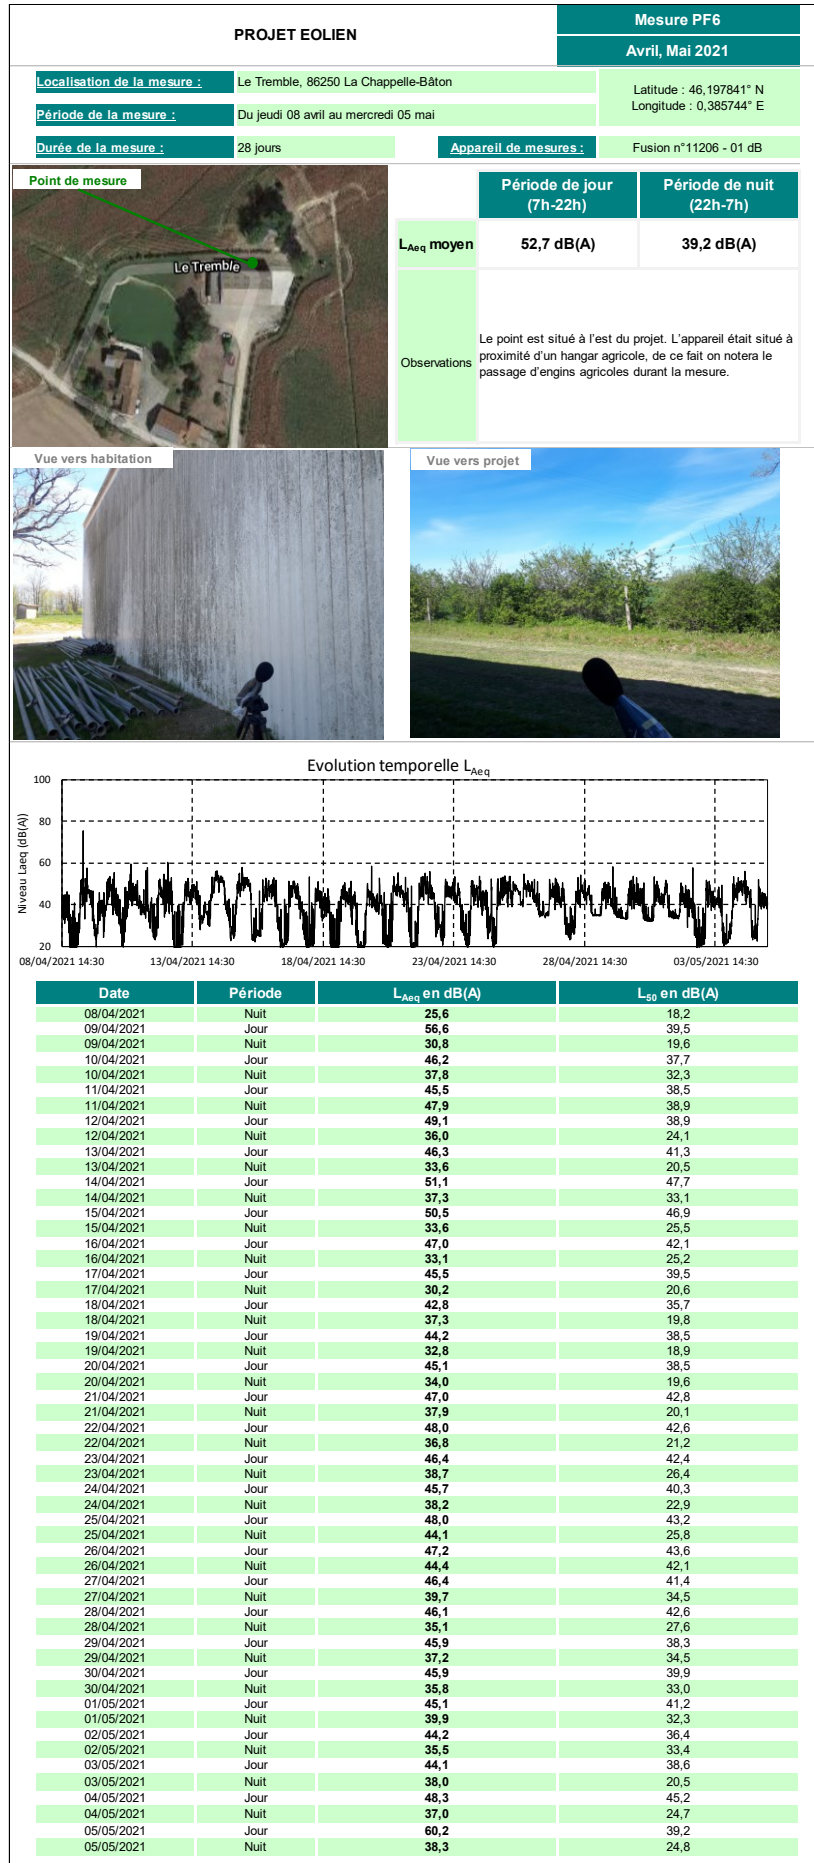 PROJET EOLIEN
Mesure PF6
Avril, Mai 2021
Localisation de la mesure :
Le Tremble, 86250 La Chappelle-Bâton
Latitude : 46,197841° N
Longitude : 0,385744° E
Période de la mesure :
Du jeudi 08 avril au mercredi 05 mai
Durée de la mesure :
28 jours
Appareil de mesures :
Fusion n°11206 - 01 dB
Point de mesure
Le Tremble
Période de jour
(7h-22h)
Période de nuit
(22h-7h)
LAeq moyen
52,7 dB(A)
39,2 dB(A)
Observations
Le point est situé à l'est du projet. L'appareil était situé à
proximité d'un hangar agricole, de ce fait on notera le
passage d'engins agricoles durant la mesure.
Vue vers habitation
Vue vers projet
Evolution temporelle LAeq
Niveau Laeq (dB(A))
100
80
60
40
20
08/04/2021 14:30 13/04/2021 14:30 18/04/2021 14:30 23/04/2021 14:30 28/04/2021 14:30 03/05/2021 14:30
Date Période LAeq en dB(A) L50 en dB(A)
08/04/2021 Nuit 25,6 18,2
09/04/2021 Jour 56,6 39,5
09/04/2021 Nuit 30,8 19,6
10/04/2021 Jour 46,2 37,7
10/04/2021 Nuit 37,8 32,3
11/04/2021 Jour 45,5 38,5
11/04/2021 Nuit 47,9 38,9
12/04/2021 Jour 49,1 38,9
12/04/2021 Nuit 36,0 24,1
13/04/2021 Jour 46,3 41,3
13/04/2021 Nuit 33,6 20,5
14/04/2021 Jour 51,1 47,7
14/04/2021 Nuit 37,3 33,1
15/04/2021 Jour 50,5 46,9
15/04/2021 Nuit 33,6 25,5
16/04/2021 Jour 47,0 42,1
16/04/2021 Nuit 33,1 25,2
17/04/2021 Jour 45,5 39,5
17/04/2021 Nuit 30,2 20,6
18/04/2021 Jour 42,8 35,7
18/04/2021 Nuit 37,3 19,8
19/04/2021 Jour 44,2 38,5
19/04/2021 Nuit 32,8 18,9
20/04/2021 Jour 45,1 38,5
20/04/2021 Nuit 34,0 19,6
21/04/2021 Jour 47,0 42,8
21/04/2021 Nuit 37,9 20,1
22/04/2021 Jour 48,0 42,6
22/04/2021 Nuit 36,8 21,2
23/04/2021 Jour 46,4 42,4
23/04/2021 Nuit 38,7 26,4
24/04/2021 Jour 45,7 40,3
24/04/2021 Nuit 38,2 22,9
25/04/2021 Jour 48,0 43,2
25/04/2021 Nuit 44,1 25,8
26/04/2021 Jour 47,2 43,6
26/04/2021 Nuit 44,4 42,1
27/04/2021 Jour 46,4 41,4
27/04/2021 Nuit 39,7 34,5
28/04/2021 Jour 46,1 42,6
28/04/2021 Nuit 35,1 27,6
29/04/2021 Jour 45,9 38,3
29/04/2021 Nuit 37,2 34,5
30/04/2021 Jour 45,9 39,9
30/04/2021 Nuit 35,8 33,0
01/05/2021 Jour 45,1 41,2
01/05/2021 Nuit 39,9 32,3
02/05/2021 Jour 44,2 36,4
02/05/2021 Nuit 35,5 33,4
03/05/2021 Jour 44,1 38,6
03/05/2021 Nuit 38,0 20,5
04/05/2021 Jour 48,3 45,2
04/05/2021 Nuit 37,0 24,7
05/05/2021 Jour 60,2 39,2
05/05/2021 Nuit 38,3 24,8